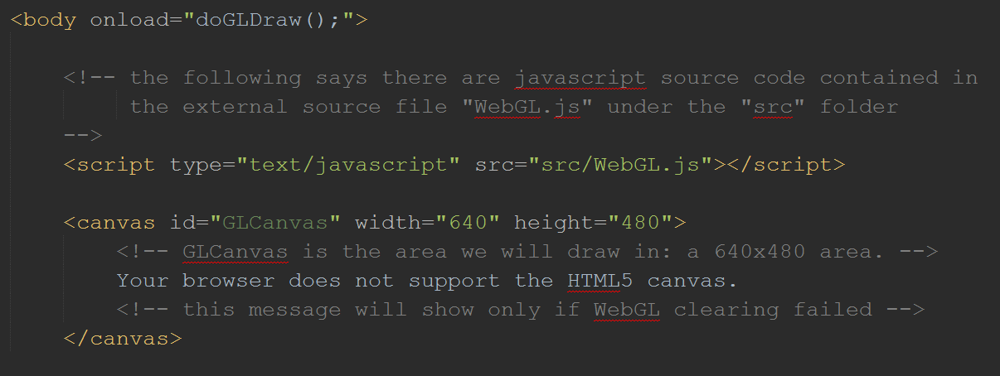 <body onload="doGLDraw();">
<!-- the following says there are javascript source code contained in
the external source file "WebGL.js" under the "src" folder
-->
<script type="text/javascript" src="src/WebGL.js"></script>
<canvas id="GLCanvas" width="640" height="480">
<!-- GLCanvas is the area we will draw in: a 640x480 area. -->
Your browser does not support the HTML5 canvas.
<!-- this message will show only if WebGL clearing failed -->
</canvas>